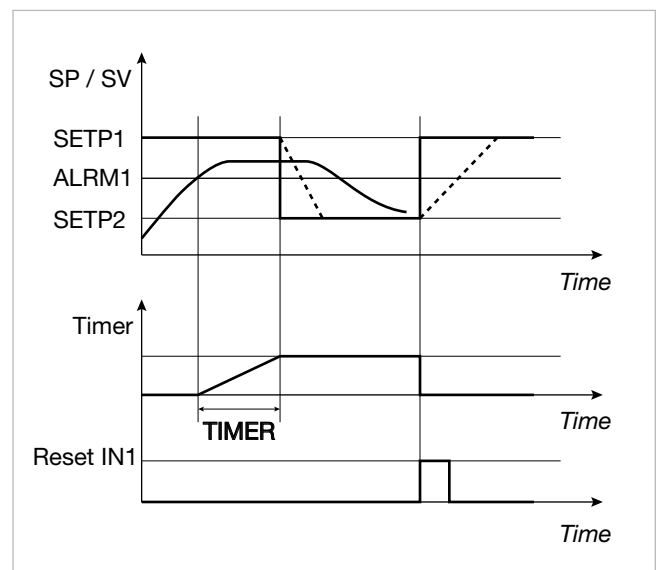 SP / SV
SETP1
ALRM1
SETP2
Time
Timer
Time
TIMER
Reset IN1
Time